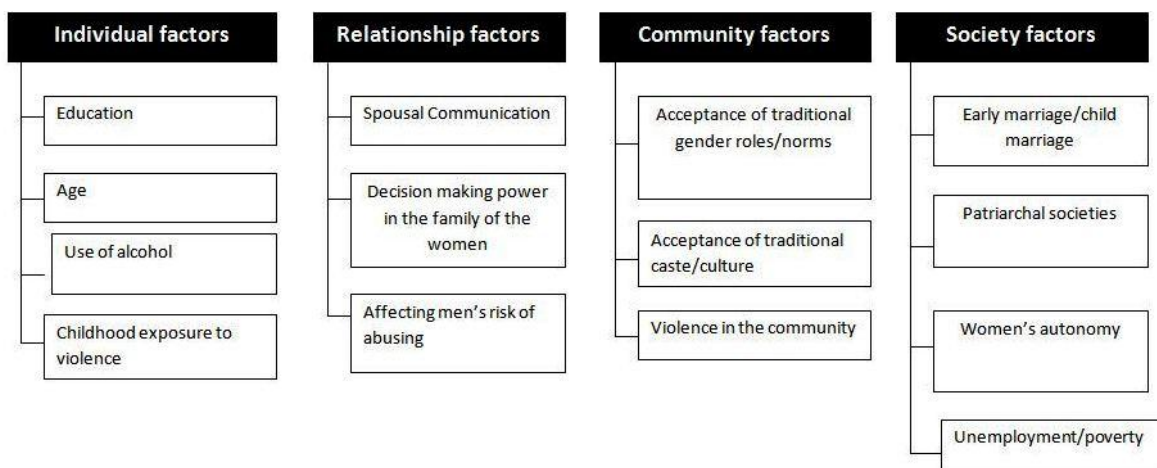 Individual factors
Education
Age
Use of alcohol
Childhood exposure to
violence
Relationship factors
Spousal Communication
Decision making power
in the family of the
women
Affecting men's risk of
abusing
Community factors
Acceptance of traditional
gender roles/norms
Acceptance of traditional
caste/culture
Violence in the community
Society factors
Early marriage/child
marriage
Patriarchal societies
Women's autonomy
Unemployment/poverty